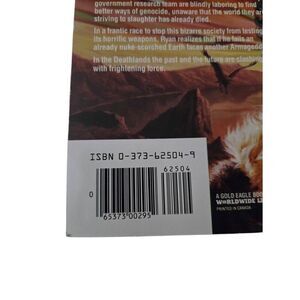 government research team are blindly laboring to find
better ways of genocide, unaware that the world they are
striving to slaughter has already died.
In a frantic race to stop this bizarre society from testing
its horrific weapons, Ryan realizes that if he fails an
already nuke-scorched Earth faces another Armageddon
In the Deathlands the past and the future are clashing
with frightening force.
ISBN 0-373-62504-9
62504
0
65373 00295
A GOLD EAGLE BOO
WORLDWIDE LI
PRINTED IN CANADA